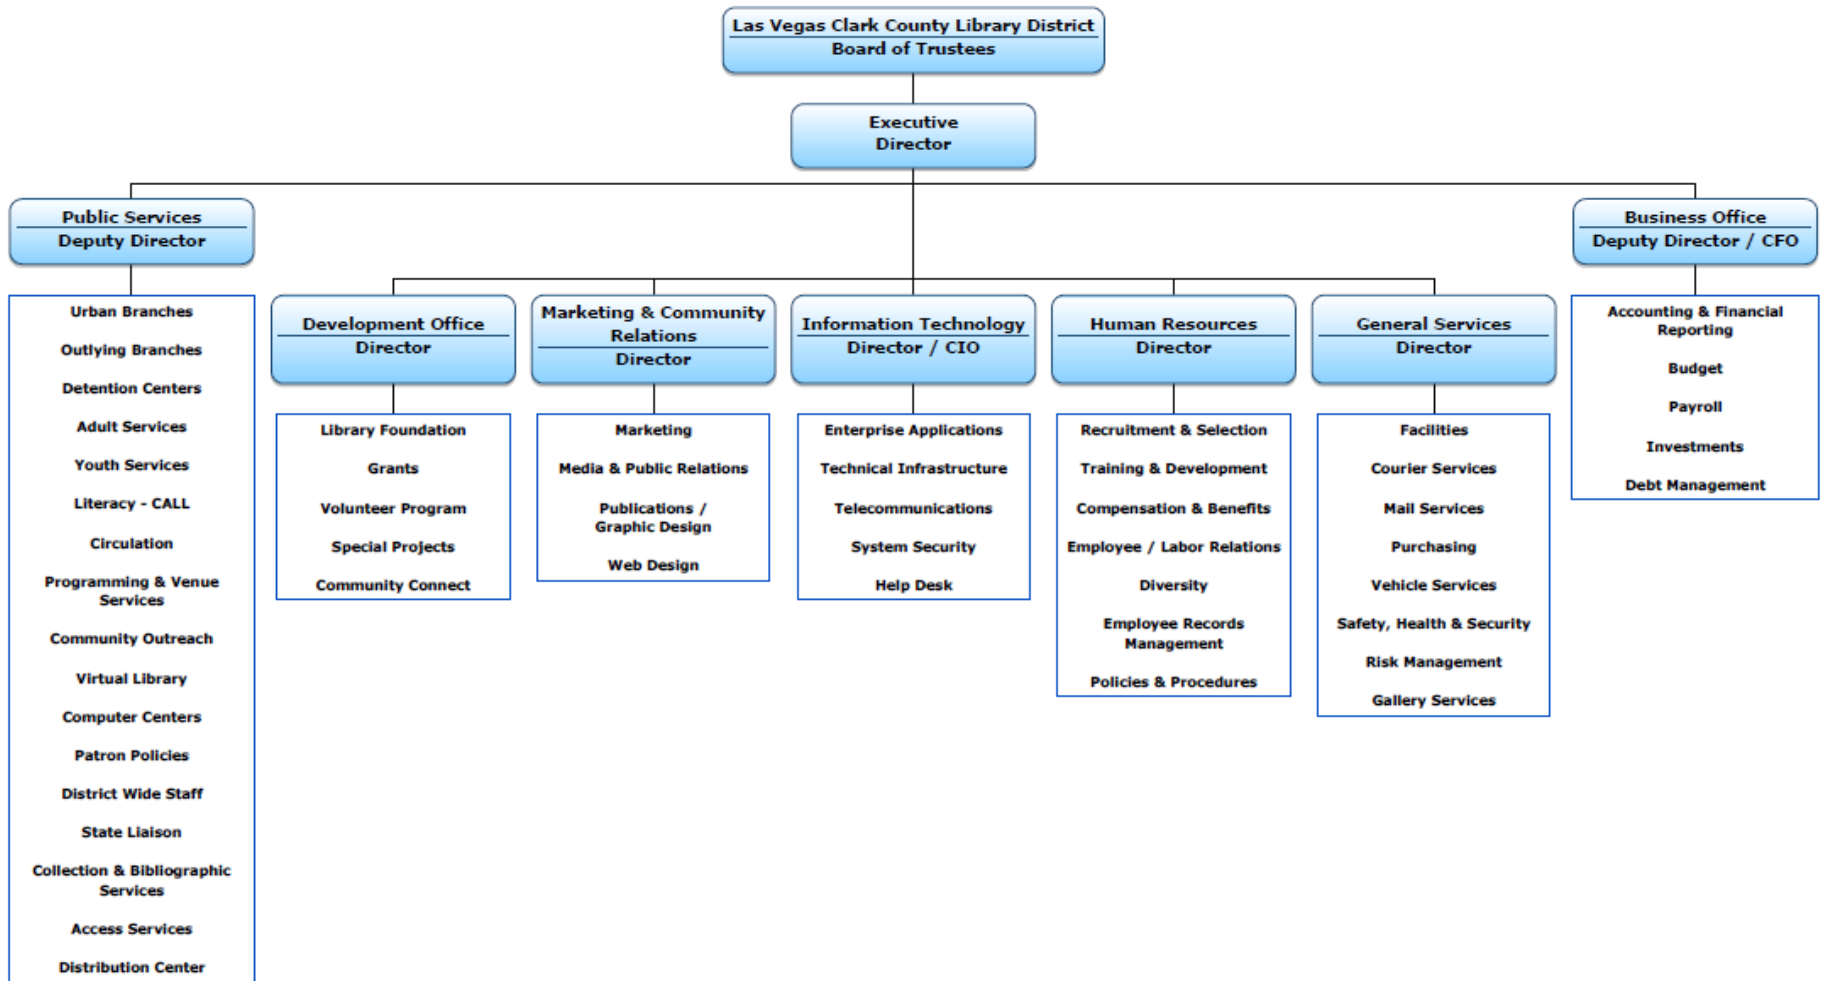 Las Vegas Clark County Library District
Board of Trustees
Executive
Director
Public Services
Deputy Director
Urban Branches
Outlying Branches
Detention Centers
Adult Services
Youth Services
Literacy - CALL
Circulation
Programming & Venue
Services
Community Outreach
Virtual Library
Computer Centers
Patron Policies
District Wide Staff
State Liaison
Collection & Bibliographic
Services
Access Services
Distribution Center
Development Office
Director
Library Foundation
Grants
Volunteer Program
Special Projects
Community Connect
Marketing & Community
Relations
Director
Marketing
Media & Public Relations
Publications /
Graphic Design
Web Design
Information Technology
Director / CIO
Enterprise Applications
Technical Infrastructure
Telecommunications
System Security
Help Desk
Human Resources
Director
Recruitment & Selection
Training & Development
Compensation & Benefits
Employee / Labor Relations
Diversity
Employee Records
Management
Policies & Procedures
General Services
Director
Facilities
Courier Services
Mail Services
Purchasing
Vehicle Services
Safety, Health & Security
Risk Management
Gallery Services
Business Office
Deputy Director / CFO
Accounting & Financial
Reporting
Budget
Payroll
Investments
Debt Management